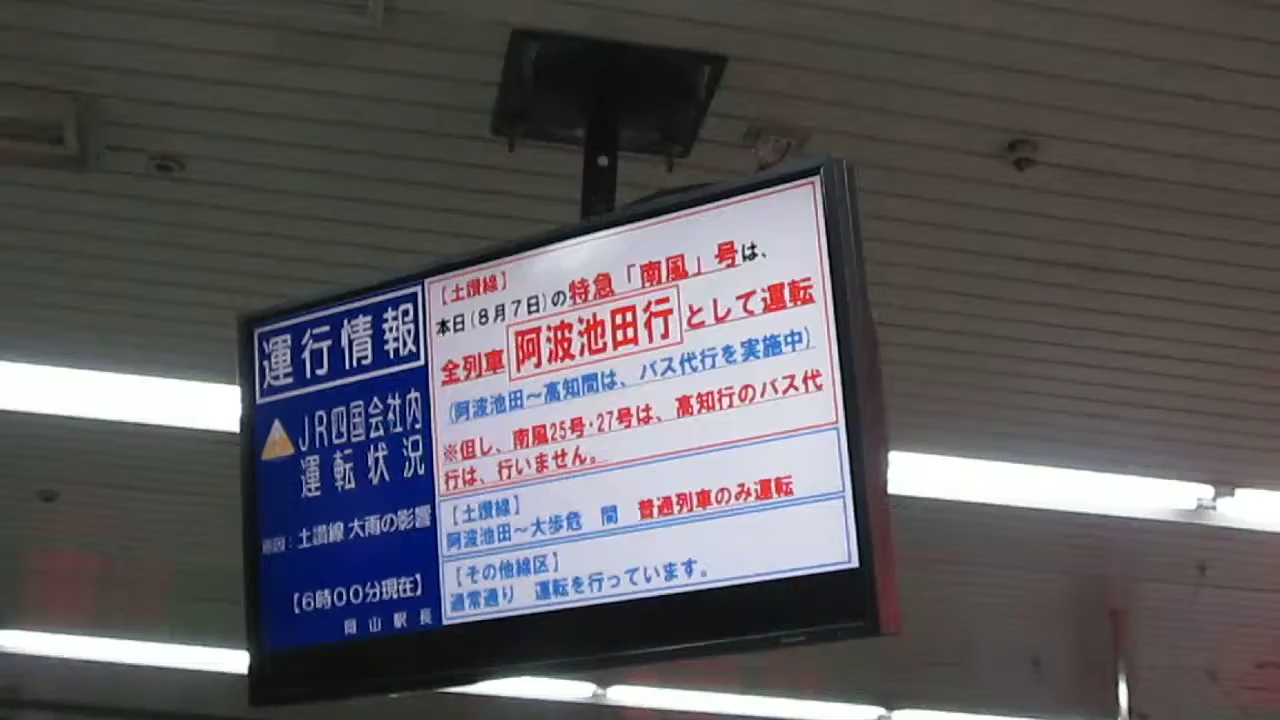 運行情報
JR四国会社内
運転状況
原因：土讃線 大雨の影響
【6時００分現在】
岡山駅長
【土讃線】
本日(８月７日)の特急「南風」号は、
全列車 阿波池田行 として運転
(阿波池田～高知間は、バス代行を実施中)
※但し、南風25号･27号は、高知行のバス代
行は、行いません。
【土讃線】
阿波池田～大歩危　間　普通列車のみ運転
【その他線区】
通常通り　運転を行っています。